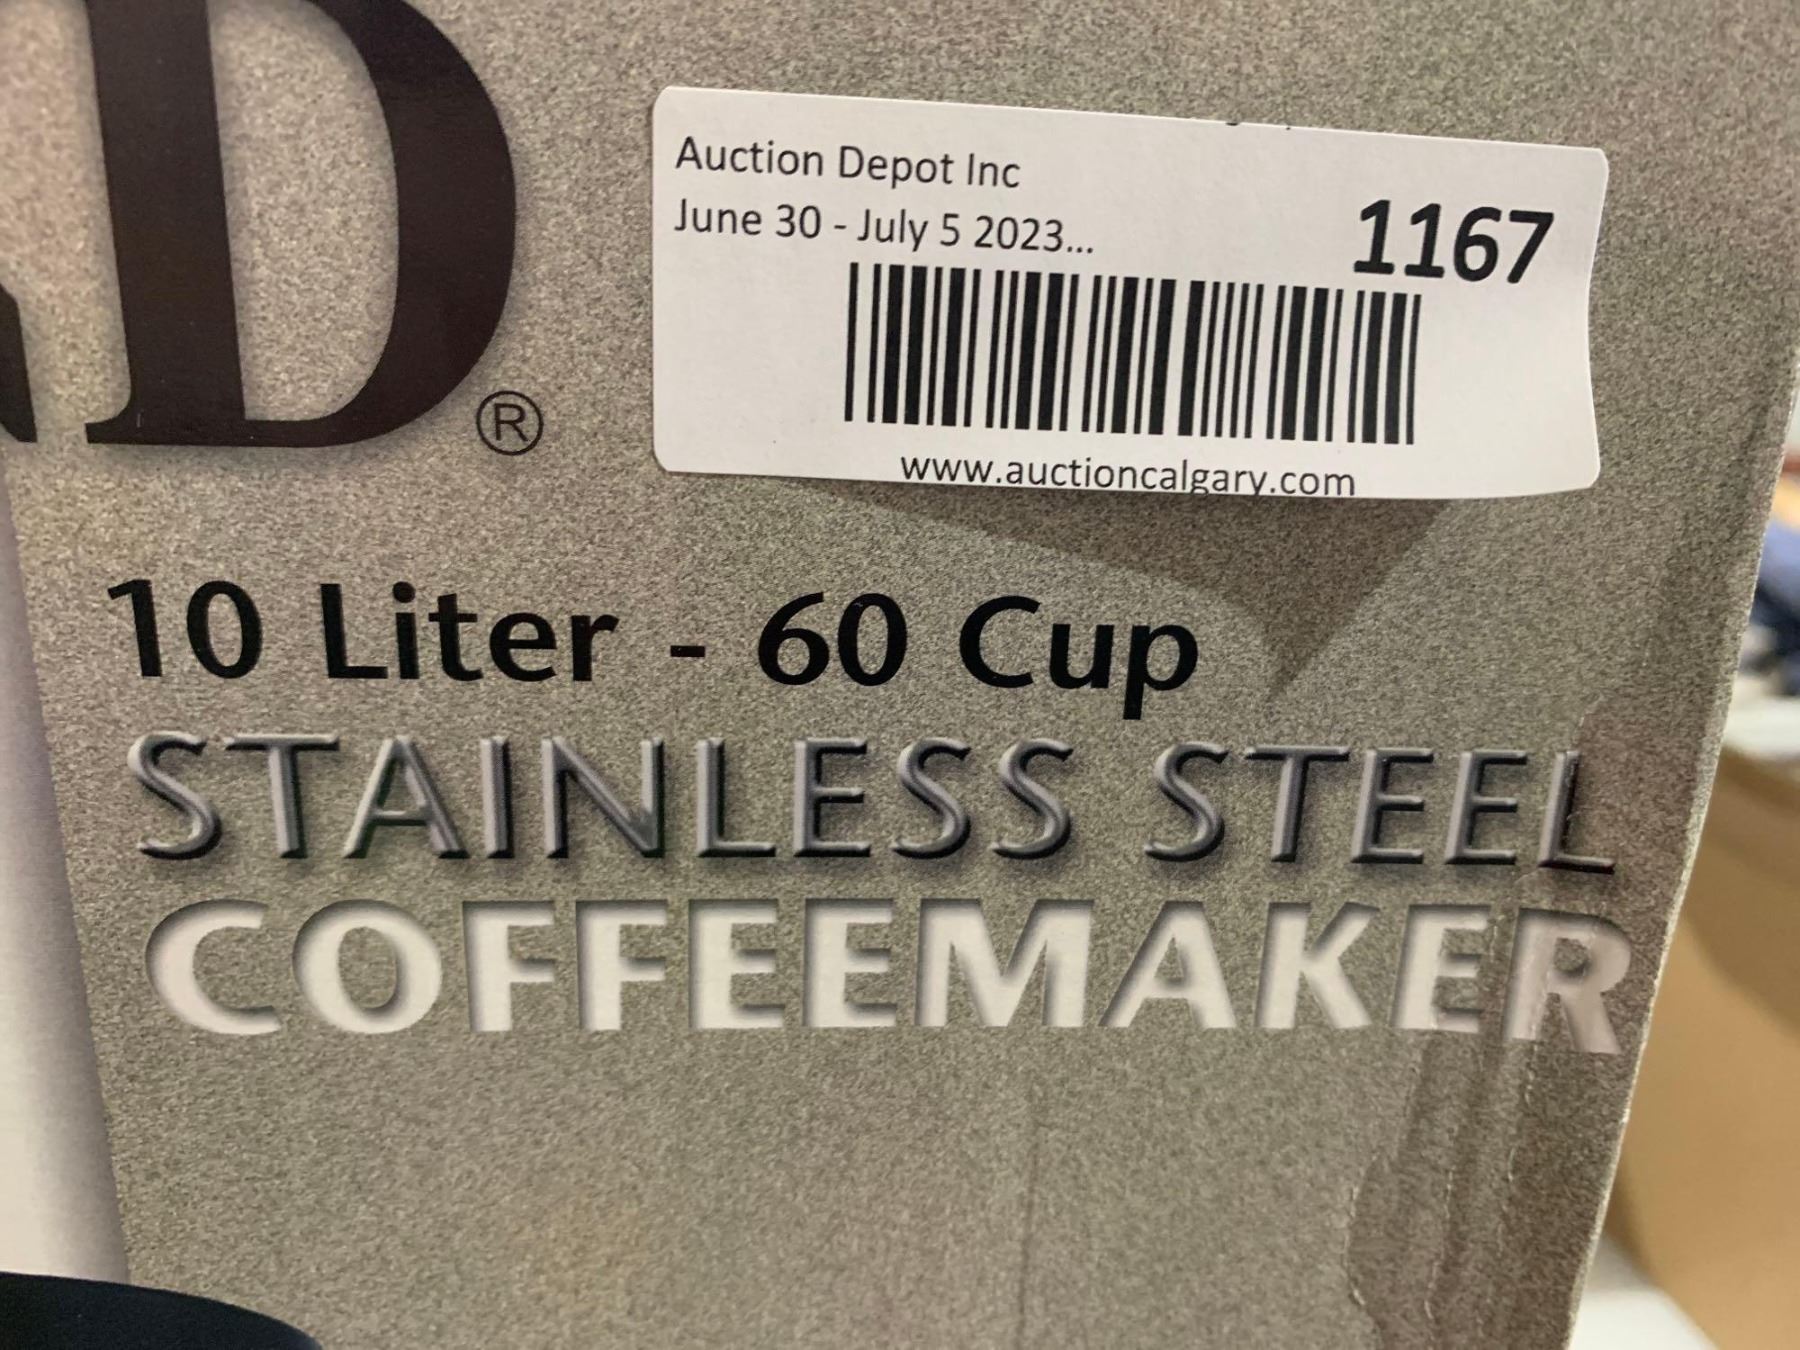 D®
Auction Depot Inc
June 30 - July 5 2023...
1167
www.auctioncalgary.com
10 Liter - 60 Cup
STAINLESS STEEL
COFFEEMAKER